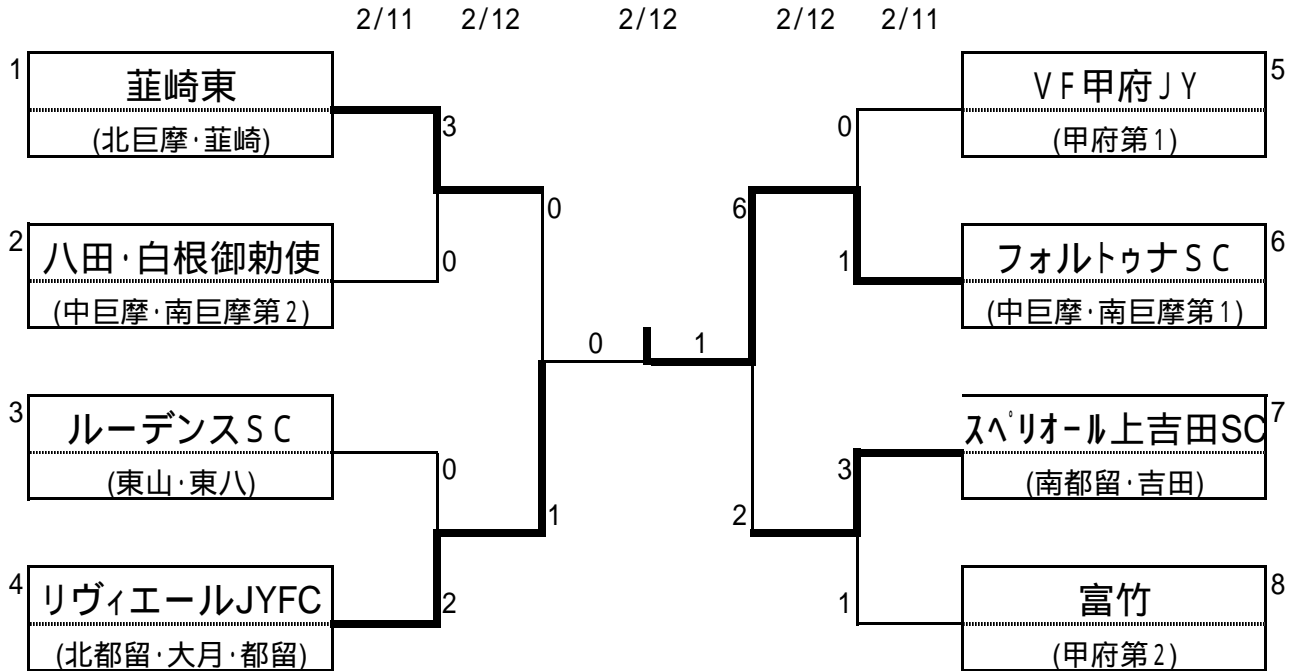 2/11 2/12 2/12 2/12 2/11
1
韮崎東
(北巨摩・韮崎)
3
2
八田・白根御勅使
(中巨摩・南巨摩第2)
0
0
3
ルーデンスSC
(東山・東八)
0
4
リヴィエールJYFC
(北都留・大月・都留)
2
1
0 1
5
VF甲府JY
(甲府第1)
0
6
6
フォルトゥナSC
(中巨摩・南巨摩第1)
1
7
スペリオール上吉田SC
(南都留・吉田)
3
2
8
富竹
(甲府第2)
1